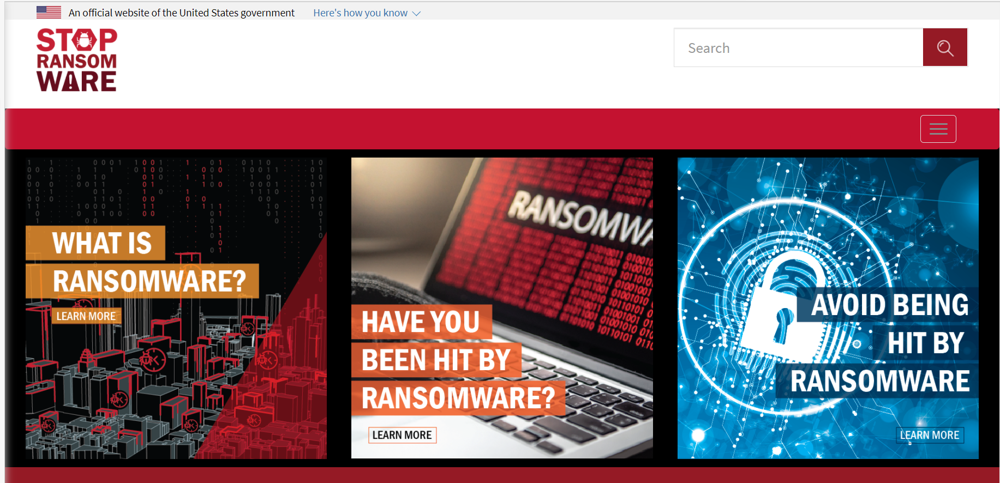 An official website of the United States government Here's how you know
STOP
RANSOM
WARE
Search
WHAT IS
RANSOMWARE?
LEARN MORE
RANSOMWA
HAVE YOU
BEEN HIT BY
RANSOMWARE?
LEARN MORE
AVOID BEING
HIT BY
RANSOMWARE
LEARN MORE